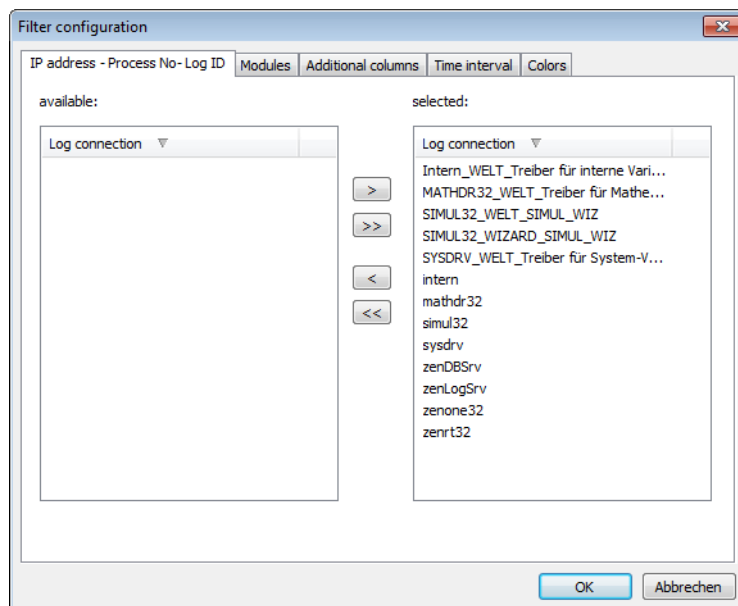 Filter configuration
IP address - Process No- Log ID
Modules
Additional columns
Time interval
Colors
available:
selected:
Log connection
Log connection
Intern_WELT_Treiber für interne Vari...
MATHDR32_WELT_Treiber für Mathe...
SIMUL32_WELT_SIMUL_WIZ
SIMUL32_WIZARD_SIMUL_WIZ
SYSDRV_WELT_Treiber für System-V...
intern
mathdr32
simul32
sysdrv
zenDBSrv
zenLogSrv
zenone32
zenrt32
>
>>
<
<<
OK
Abbrechen